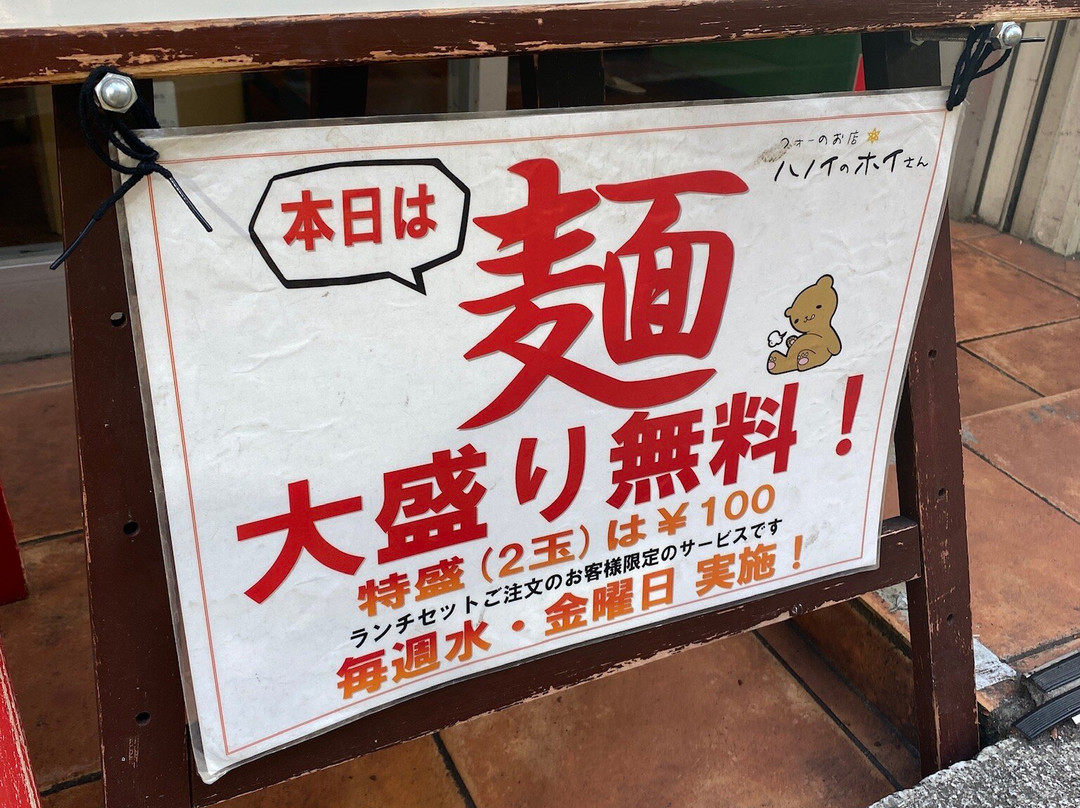 ふぉーのお店
ハノイのホイさん
本日は
麺
大盛り無料！
特盛（2玉）は￥100
ランチセットご注文のお客様限定のサービスです
毎週水・金曜日 実施！